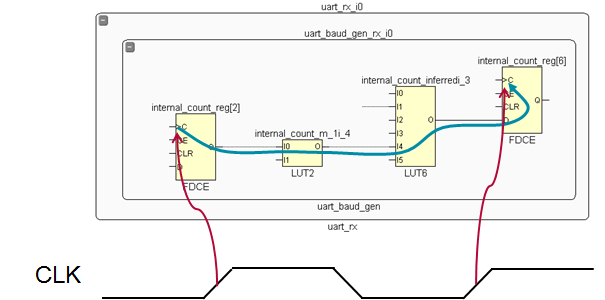 uart_rx_i0
uart_baud_gen_rx_i0
internal_count_reg[6]
C
CE
CLR
D
Q
FDCE
internal_count_inferredi_3
I0
I1
I2
I3
I4
I5
O
LUT6
internal_count_reg[2]
C
CE
CLR
D
Q
FDCE
internal_count_m_1i_4
I0
I1
O
LUT2
uart_baud_gen
uart_rx
CLK